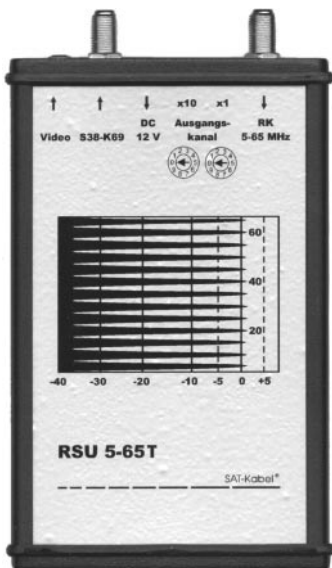 x10 x1
DC Ausgangs- RK
Video S38-K69 12 V kanal 5-65 MHz
60
40
20
-40 -30 -20 -10 -5 0 +5
RSU 5-65T
SAT-Kabel®